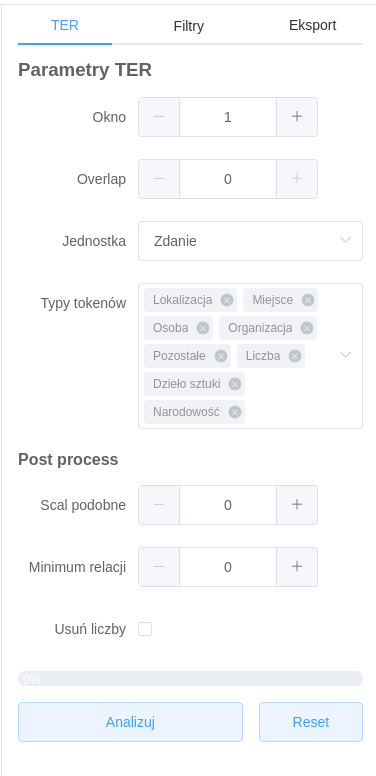 TER Filtry Eksport
Parametry TER
Okno 1
Overlap 0
Jednostka Zdanie
Typy tokenów Lokalizacja Miejsce
Osoba Organizacja
Pozostałe Liczba
Dzieło sztuki
Narodowość
Post process
Scal podobne 0
Minimum relacji 0
Usuń liczby
0%
Analizuj Reset